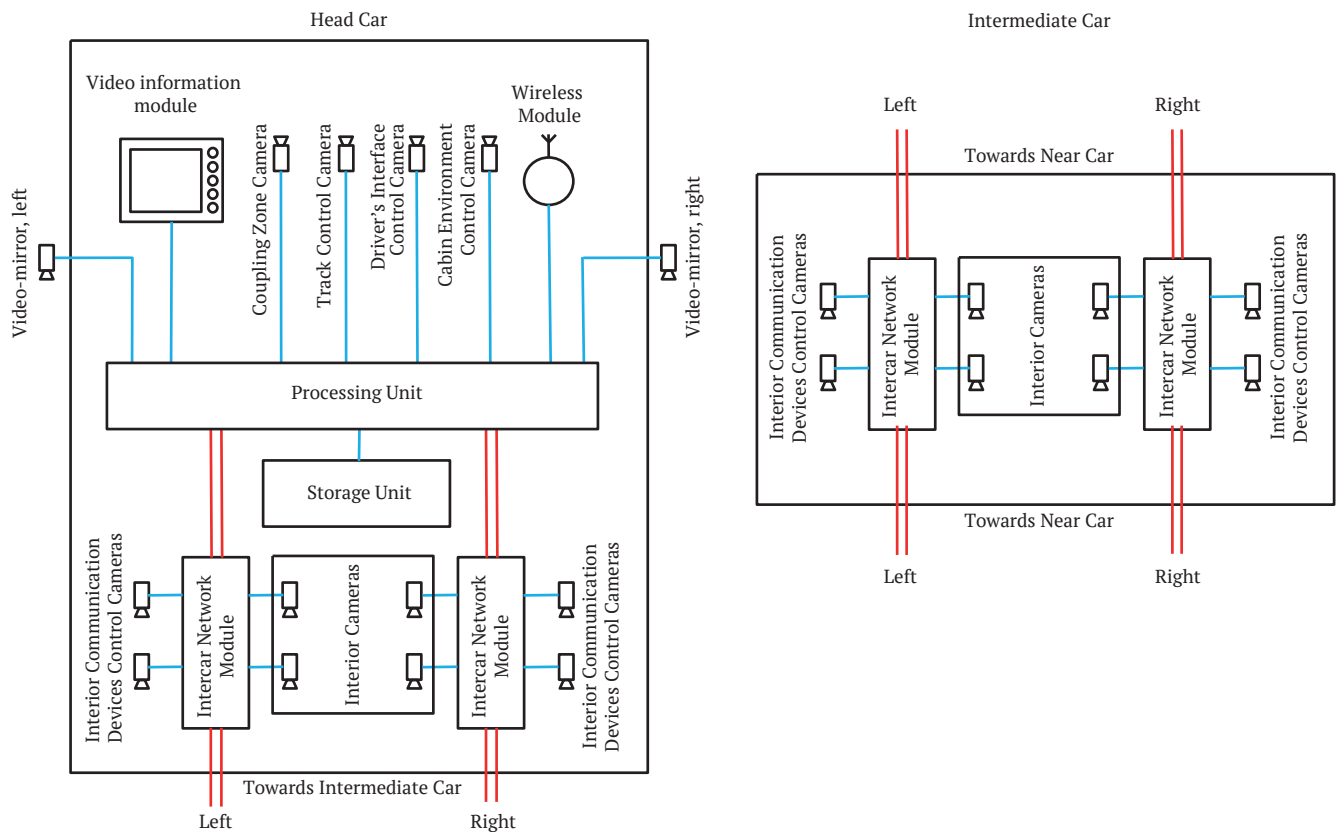 Head Car
Video information
module
Coupling Zone Camera
Track Control Camera
Driver's Interface
Control Camera
Cabin Environment
Control Camera
Wireless
Module
Video-mirror, left
Video-mirror, right
Processing Unit
Storage Unit
Interior Communication
Devices Control Cameras
Intercar Network
Module
Interior Cameras
Intercar Network
Module
Interior Communication
Devices Control Cameras
Towards Intermediate Car
Left
Right
Intermediate Car
Left
Right
Towards Near Car
Interior Communication
Devices Control Cameras
Intercar Network
Module
Interior Cameras
Intercar Network
Module
Interior Communication
Devices Control Cameras
Towards Near Car
Left
Right